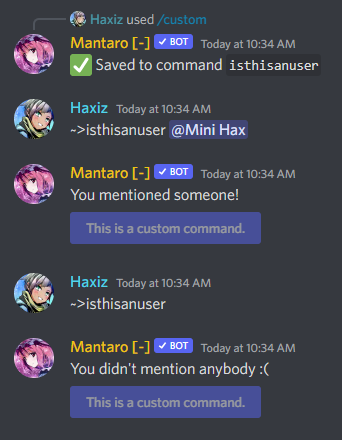 Haxiz used /custom
Mantaro [-] ✓ BOT Today at 10:34 AM
✅ Saved to command isthisanuser
Haxiz Today at 10:34 AM
~>isthisanuser @Mini Hax
Mantaro [-] ✓ BOT Today at 10:34 AM
You mentioned someone!
This is a custom command.
Haxiz Today at 10:34 AM
~>isthisanuser
Mantaro [-] ✓ BOT Today at 10:34 AM
You didn't mention anybody :(
This is a custom command.